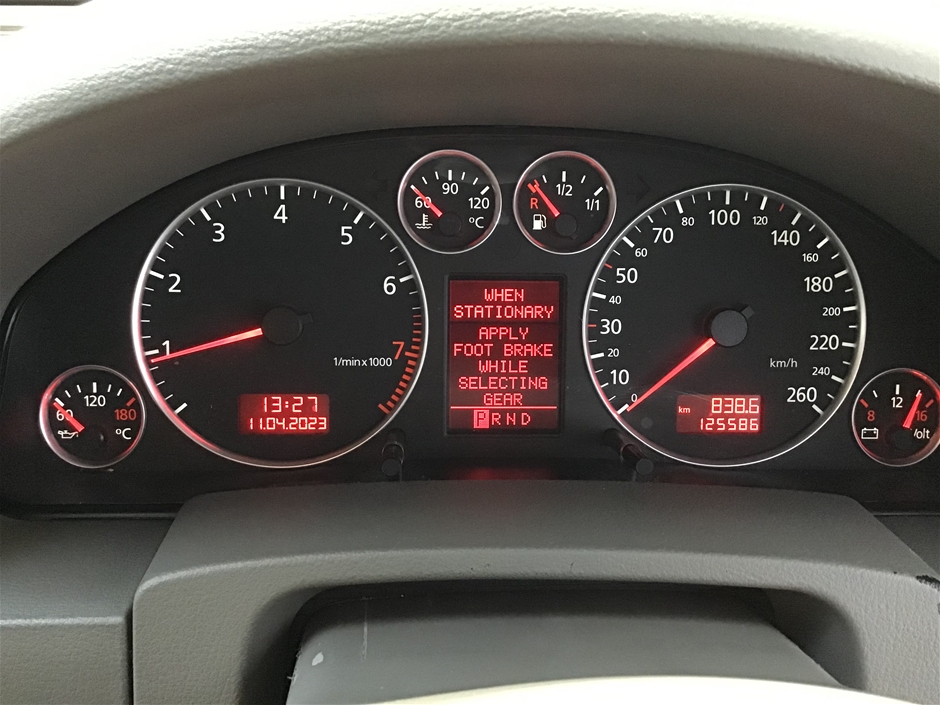 60 90 120
°C
R 1/2 1/1
1 2 3 4 5 6 7
1/min x 1000
13:27
11.04.2023
WHEN
STATIONARY
APPLY
FOOT BRAKE
WHILE
SELECTING
GEAR
P R N D
0 10 20 30 40 50 60 70 80 100 120 140 160 180 200 220 240 260
km/h
km 838.6
125586
60 120 180
°C
8 12 16
/olt